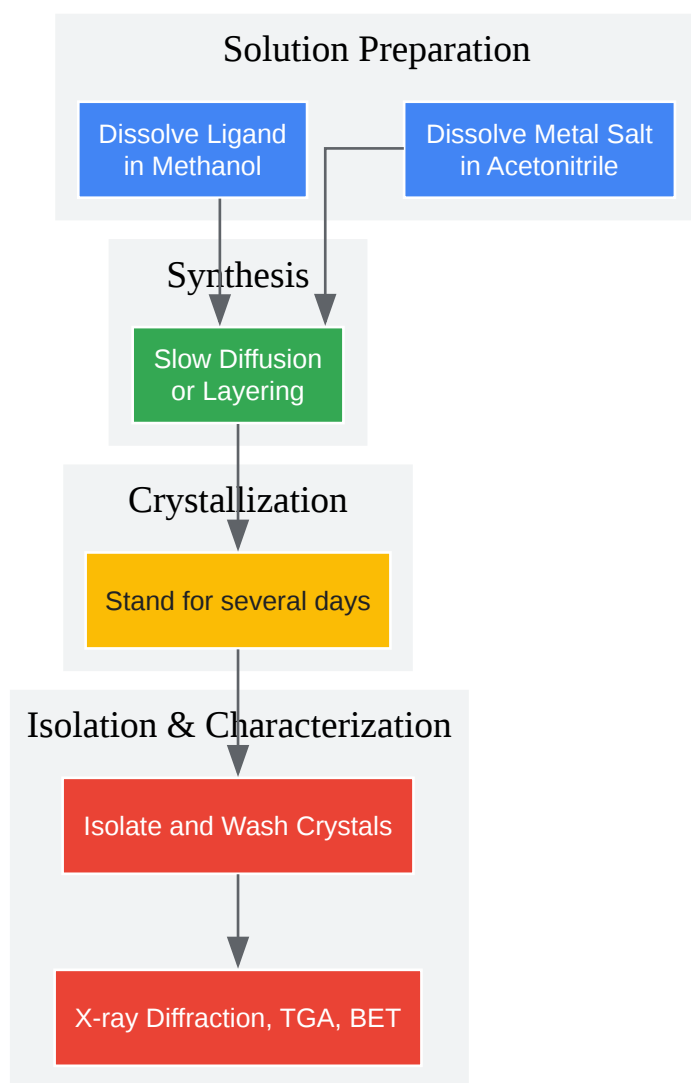 Solution Preparation
Dissolve Ligand
in Methanol
Dissolve Metal Salt
in Acetonitrile
Synthesis
Slow Diffusion
or Layering
Crystallization
Stand for several days
Isolation & Characterization
Isolate and Wash Crystals
X-ray Diffraction, TGA, BET